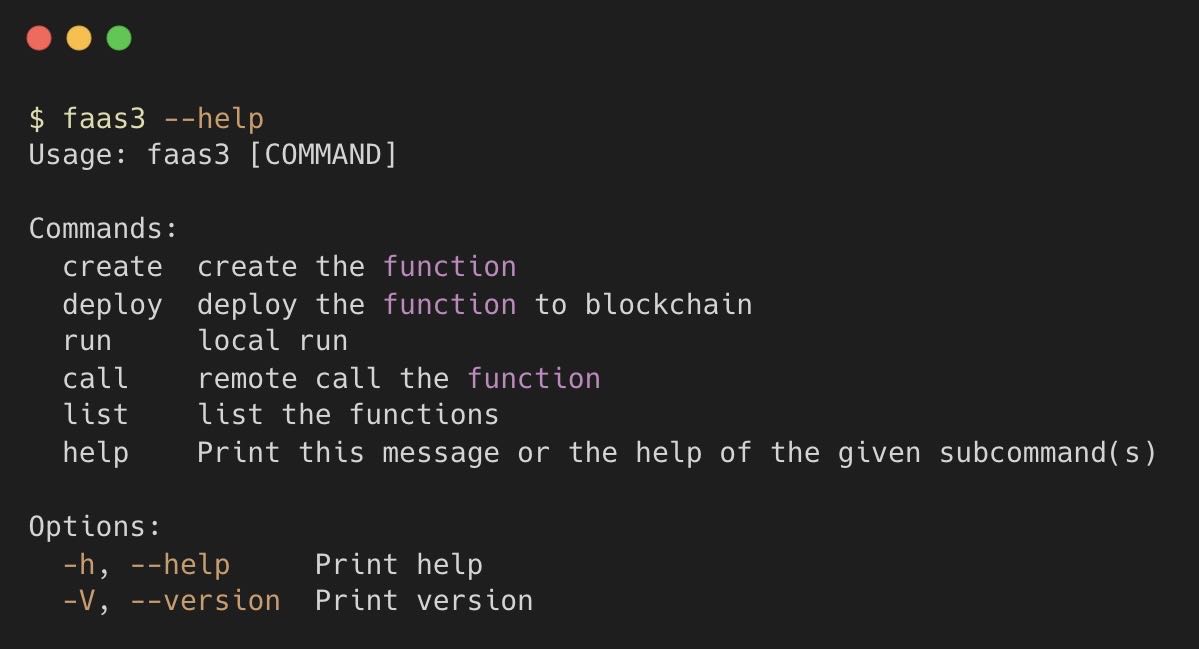 $ faas3 --help
Usage: faas3 [COMMAND]
Commands:
create  create the function
deploy  deploy the function to blockchain
run     local run
call    remote call the function
list    list the functions
help    Print this message or the help of the given subcommand(s)
Options:
-h, --help     Print help
-V, --version  Print version